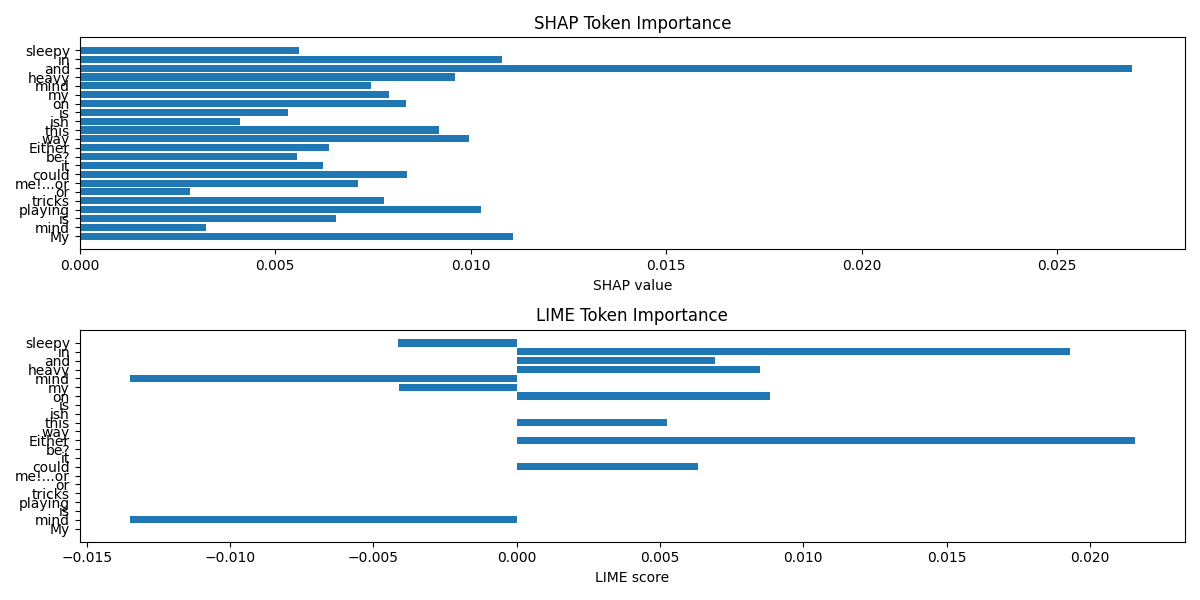 SHAP Token Importance
sleepy
in
and
heavy
mind
my
on
is
ish
this
way
Either
be?
it
could
me!...or
or
tricks
playing
is
mind
My
0.000 0.005 0.010 0.015 0.020 0.025
SHAP value
LIME Token Importance
sleepy
in
and
heavy
mind
my
on
is
ish
this
way
Either
be?
it
could
me!...or
or
tricks
playing
is
mind
My
−0.015 −0.010 −0.005 0.000 0.005 0.010 0.015 0.020
LIME score